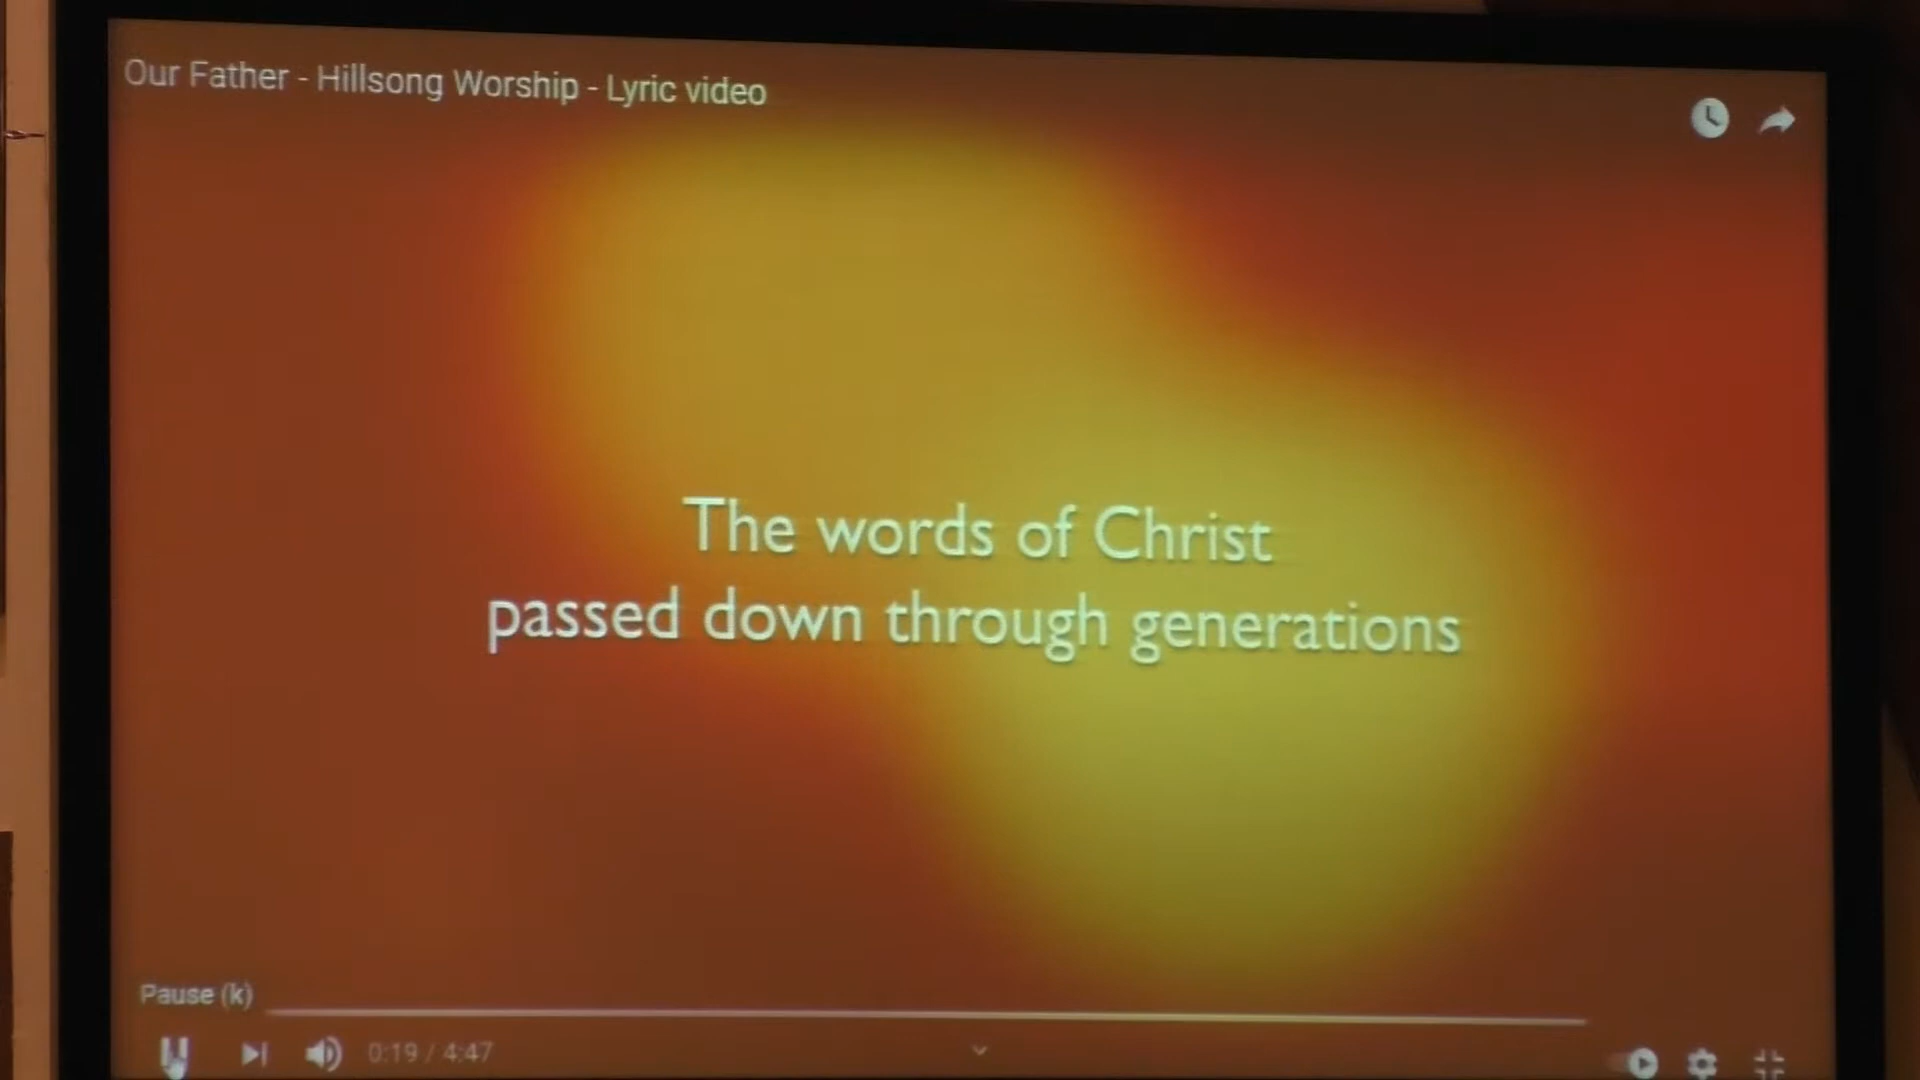 Our Father - Hillsong Worship - Lyric video
The words of Christ
passed down through generations
Pause (k)
0:19 / 4:47